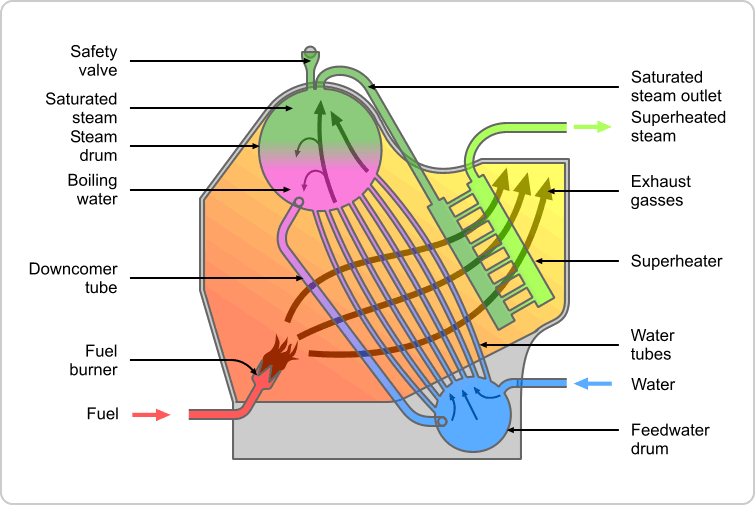 Safety
valve
Saturated
steam
Steam
drum
Boiling
water
Downcomer
tube
Fuel
burner
Fuel
Saturated
steam outlet
Superheated
steam
Exhaust
gasses
Superheater
Water
tubes
Water
Feedwater
drum